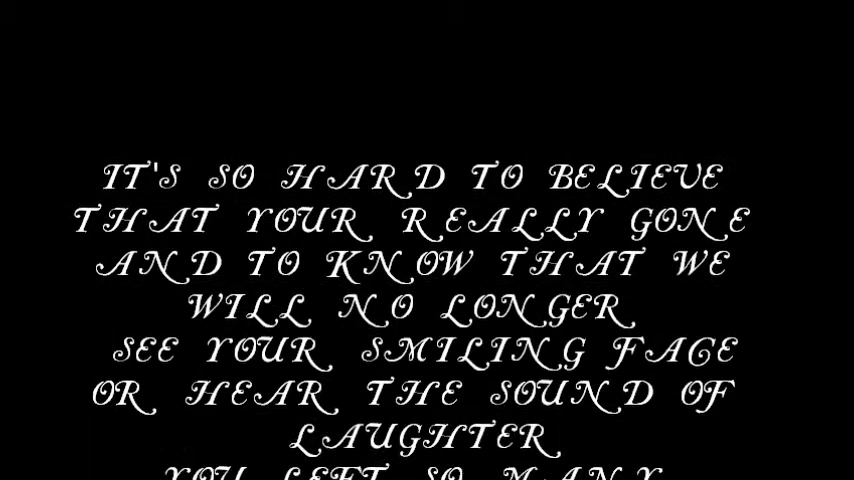 IT'S SO HARD TO BELIEVE
THAT YOUR REALLY GONE
AND TO KNOW THAT WE
WILL NO LONGER
SEE YOUR SMILING FACE
OR HEAR THE SOUND OF
LAUGHTER
YOU LEFT SO MANY